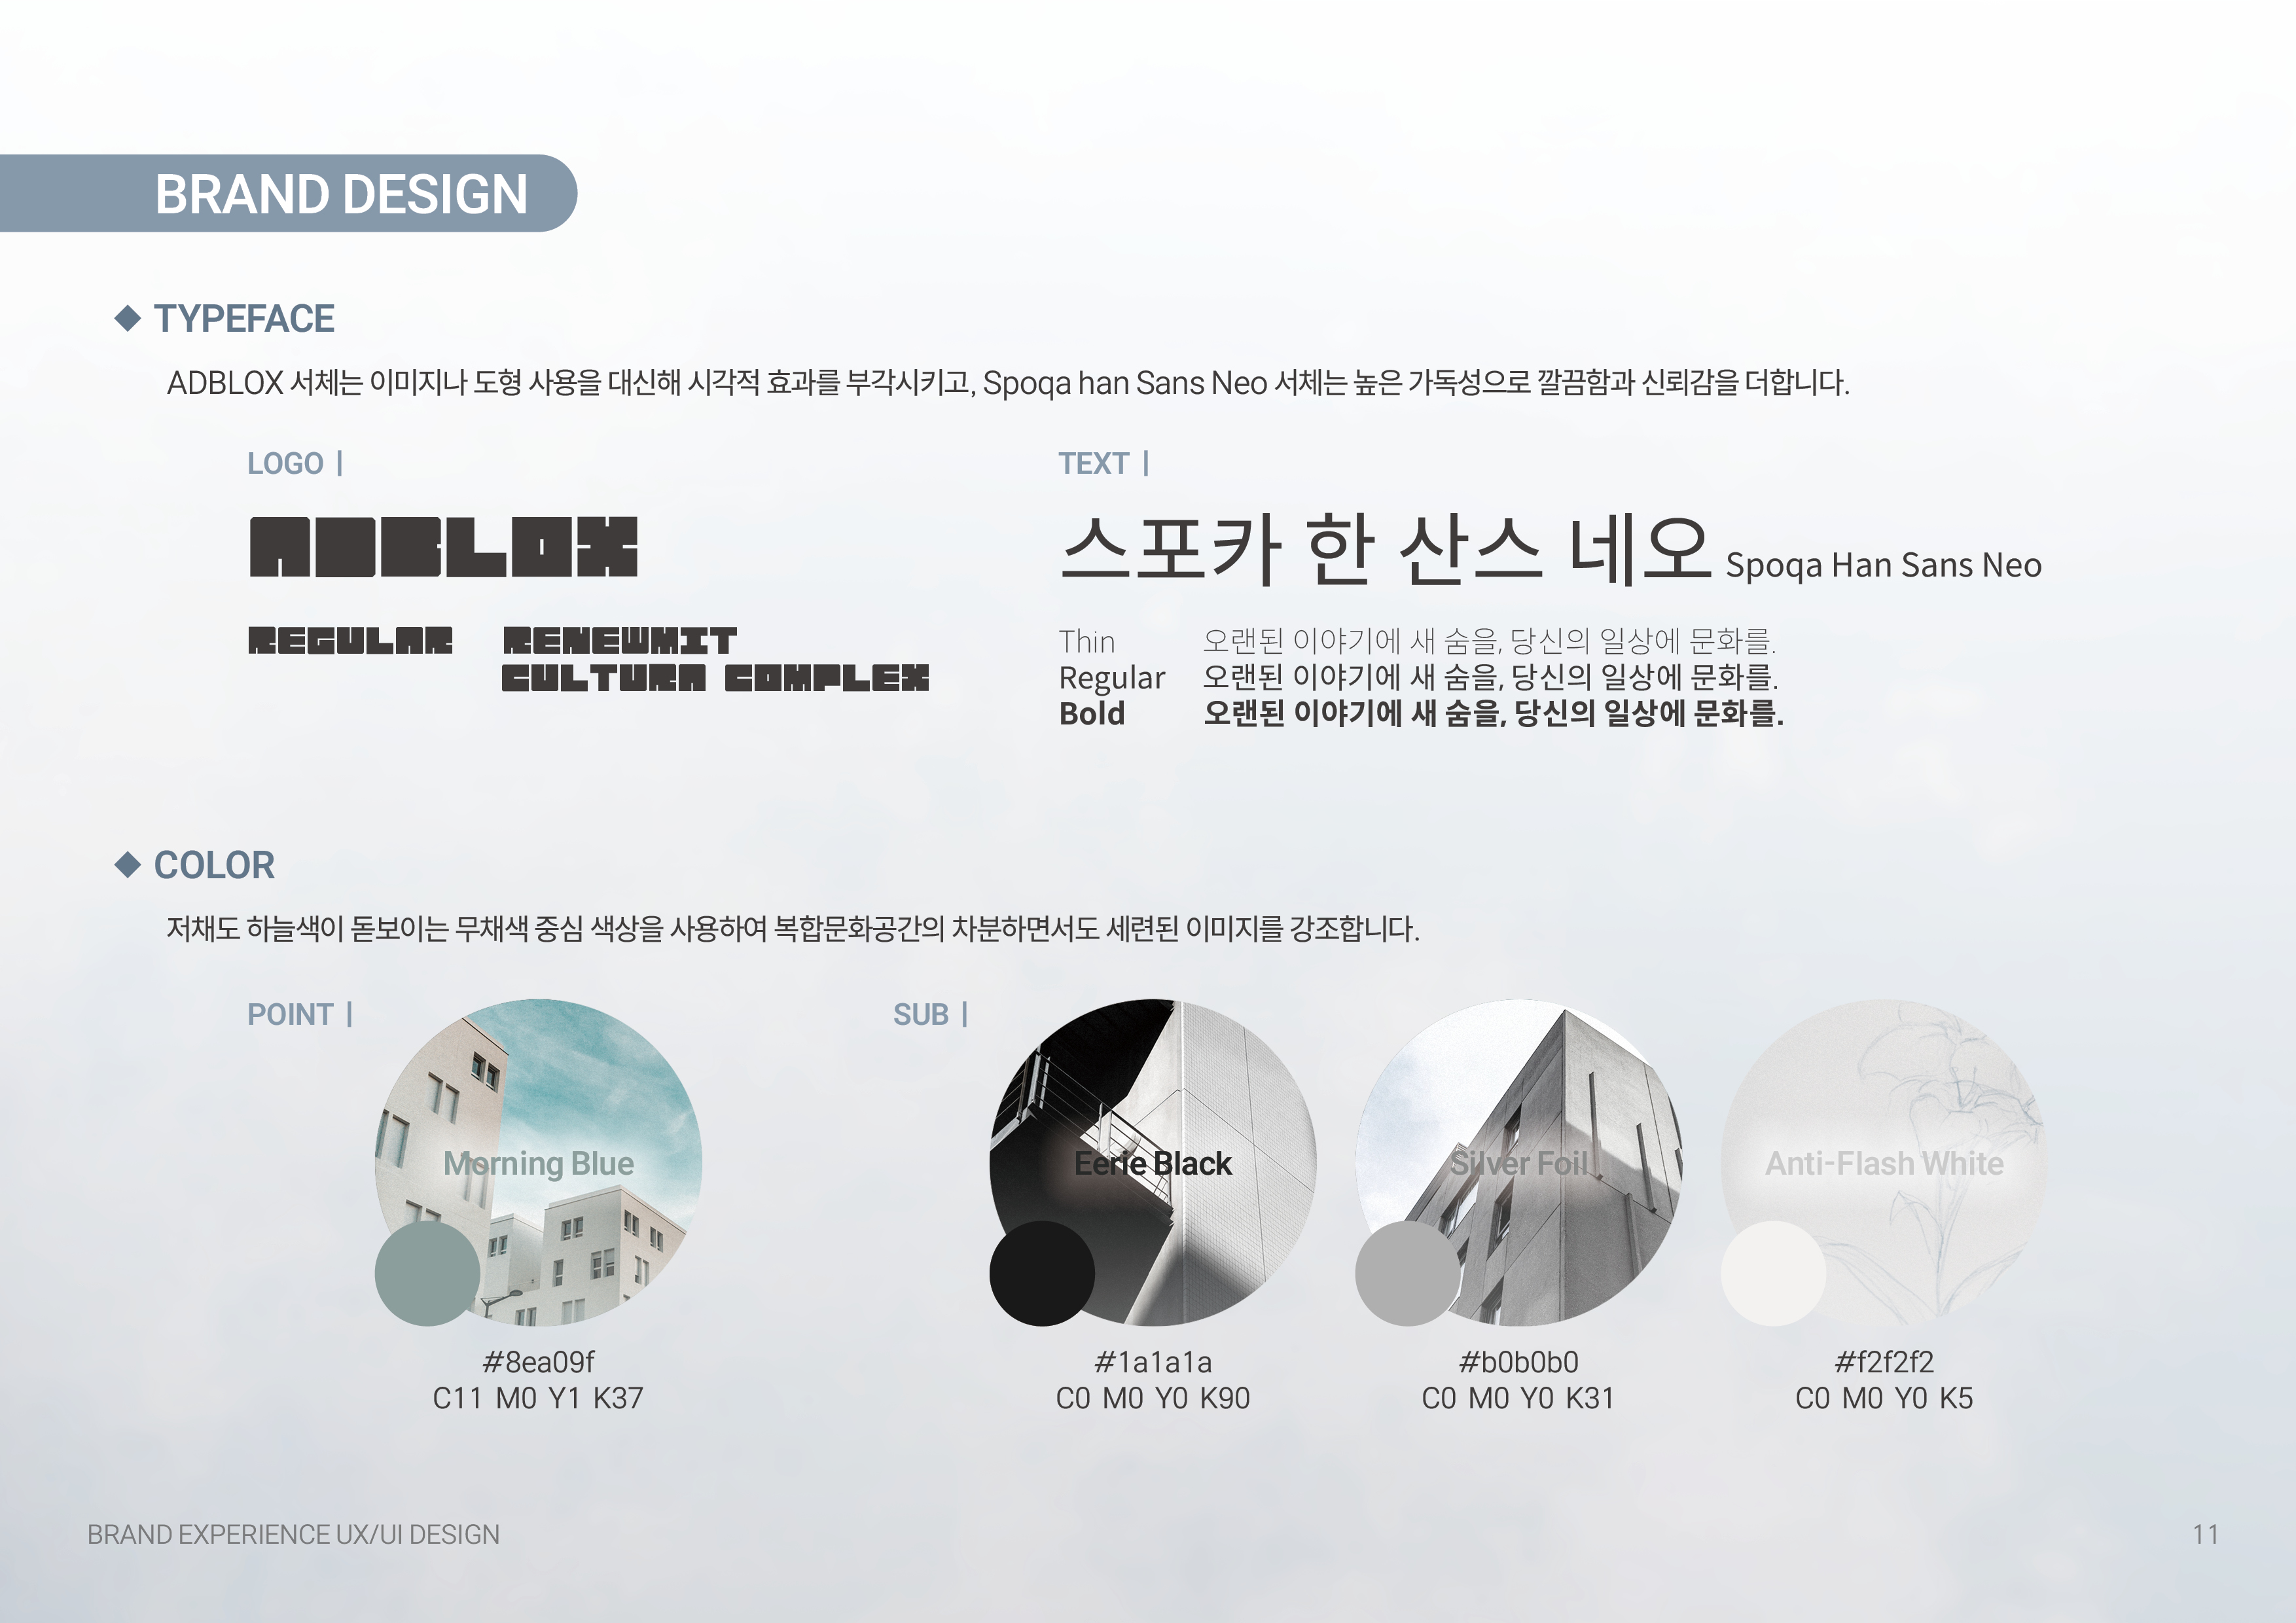 BRAND DESIGN
TYPEFACE
ADBLOX 서체는 이미지나 도형 사용을 대신해 시각적 효과를 부각시키고, Spoqa han Sans Neo 서체는 높은 가독성으로 깔끔함과 신뢰감을 더합니다.
LOGO |
ADBLOX
REGULAR
RENEWMIT
CULTURA COMPLEX
TEXT |
스포카 한 산스 네오 Spoqa Han Sans Neo
Thin 오랜된 이야기에 새 숨을, 당신의 일상에 문화를.
Regular 오랜된 이야기에 새 숨을, 당신의 일상에 문화를.
Bold 오랜된 이야기에 새 숨을, 당신의 일상에 문화를.
COLOR
저채도 하늘색이 돋보이는 무채색 중심 색상을 사용하여 복합문화공간의 차분하면서도 세련된 이미지를 강조합니다.
POINT |
Morning Blue
#8ea09f
C11 M0 Y1 K37
SUB |
Eerie Black
#1a1a1a
C0 M0 Y0 K90
Silver Foil
#b0b0b0
C0 M0 Y0 K31
Anti-Flash White
#f2f2f2
C0 M0 Y0 K5
BRAND EXPERIENCE UX/UI DESIGN
11